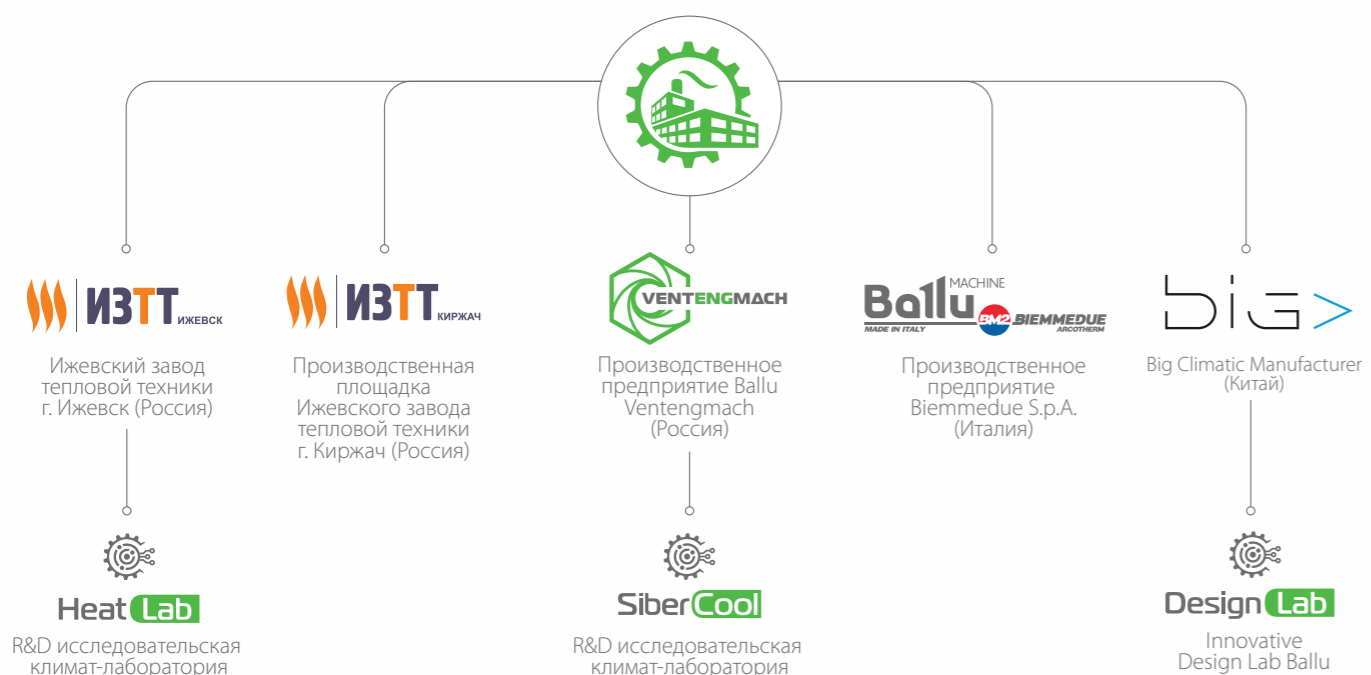 ИЗТТ ИЖЕВСК
Ижевский завод
тепловой техники
г. Ижевск (Россия)
ИЗТТ КИРЖАЧ
Производственная
площадка
Ижевского завода
тепловой техники
г. Киржач (Россия)
VENTENGMACH
Производственное
предприятие Ballu
Ventengmach
(Россия)
Ballu MACHINE
MADE IN ITALY
BM2 BIEMMEDUE
ARCOTHERM
Производственное
предприятие
Biemmedue S.p.A.
(Италия)
big
Big Climatic Manufacturer
(Китай)
Heat Lab
R&D исследовательская
климат-лаборатория
SiberCool
R&D исследовательская
климат-лаборатория
Design Lab
Innovative
Design Lab Ballu